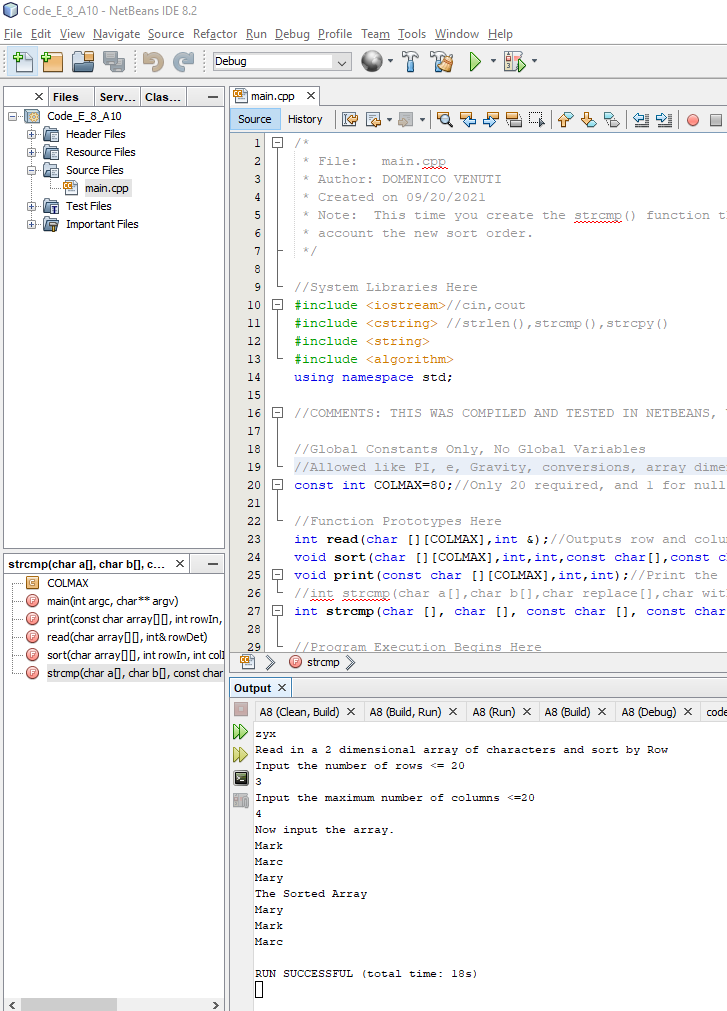 Code_E_8_A10 - NetBeans IDE 8.2
File Edit View Navigate Source Refactor Run Debug Profile Team Tools Window Help
Debug
Files
Serv...
Clas...
Code_E_8_A10
Header Files
Resource Files
Source Files
main.cpp
Test Files
Important Files
main.cpp
Source History
1 /*
2 * File: main.cpp
3 * Author: DOMENICO VENUTI
4 * Created on 09/20/2021
5 * Note: This time you create the strcmp() function t
6 account the new sort order.
7 */
8
9 //System Libraries Here
10 #include <iostream>//cin,cout
11 #include <cstring> //strlen(),strcmp(),strcpy()
12 #include <string>
13 #include <algorithm>
14 using namespace std;
15
16 //COMMENTS: THIS WAS COMPILED AND TESTED IN NETBEANS,
17
18 //Global Constants Only, No Global Variables
19 //Allowed like PI, e, Gravity, conversions, array dime
20 const int COLMAX=80;//Only 20 required, and 1 for null
21
22 //Function Prototypes Here
23 int read(char [][COLMAX],int &);//Outputs row and colu
24 void sort(char [][COLMAX],int,int,const char[],const c
25 void print(const char [][COLMAX],int,int);//Print the
26 //int strcmp(char a[],char b[],char replace[],char wit
27 int strcmp(char [], char [], const char [], const char
28
29 //Program Execution Begins Here
strcmp
strcmp(char a[], char b[], c...
COLMAX
main(int argc, char** argv)
print(const char array[][], int rowIn,
read(char array[][], int& rowDet)
sort(char array[][], int rowIn, int col
strcmp(char a[], char b[], const char
Output
A8 (Clean, Build) A8 (Build, Run) A8 (Run) A8 (Build) A8 (Debug) code
zyx
Read in a 2 dimensional array of characters and sort by Row
Input the number of rows <= 20
3
Input the maximum number of columns <=20
4
Now input the array.
Mark
Marc
Mary
The Sorted Array
Mary
Mark
Marc
RUN SUCCESSFUL (total time: 18s)